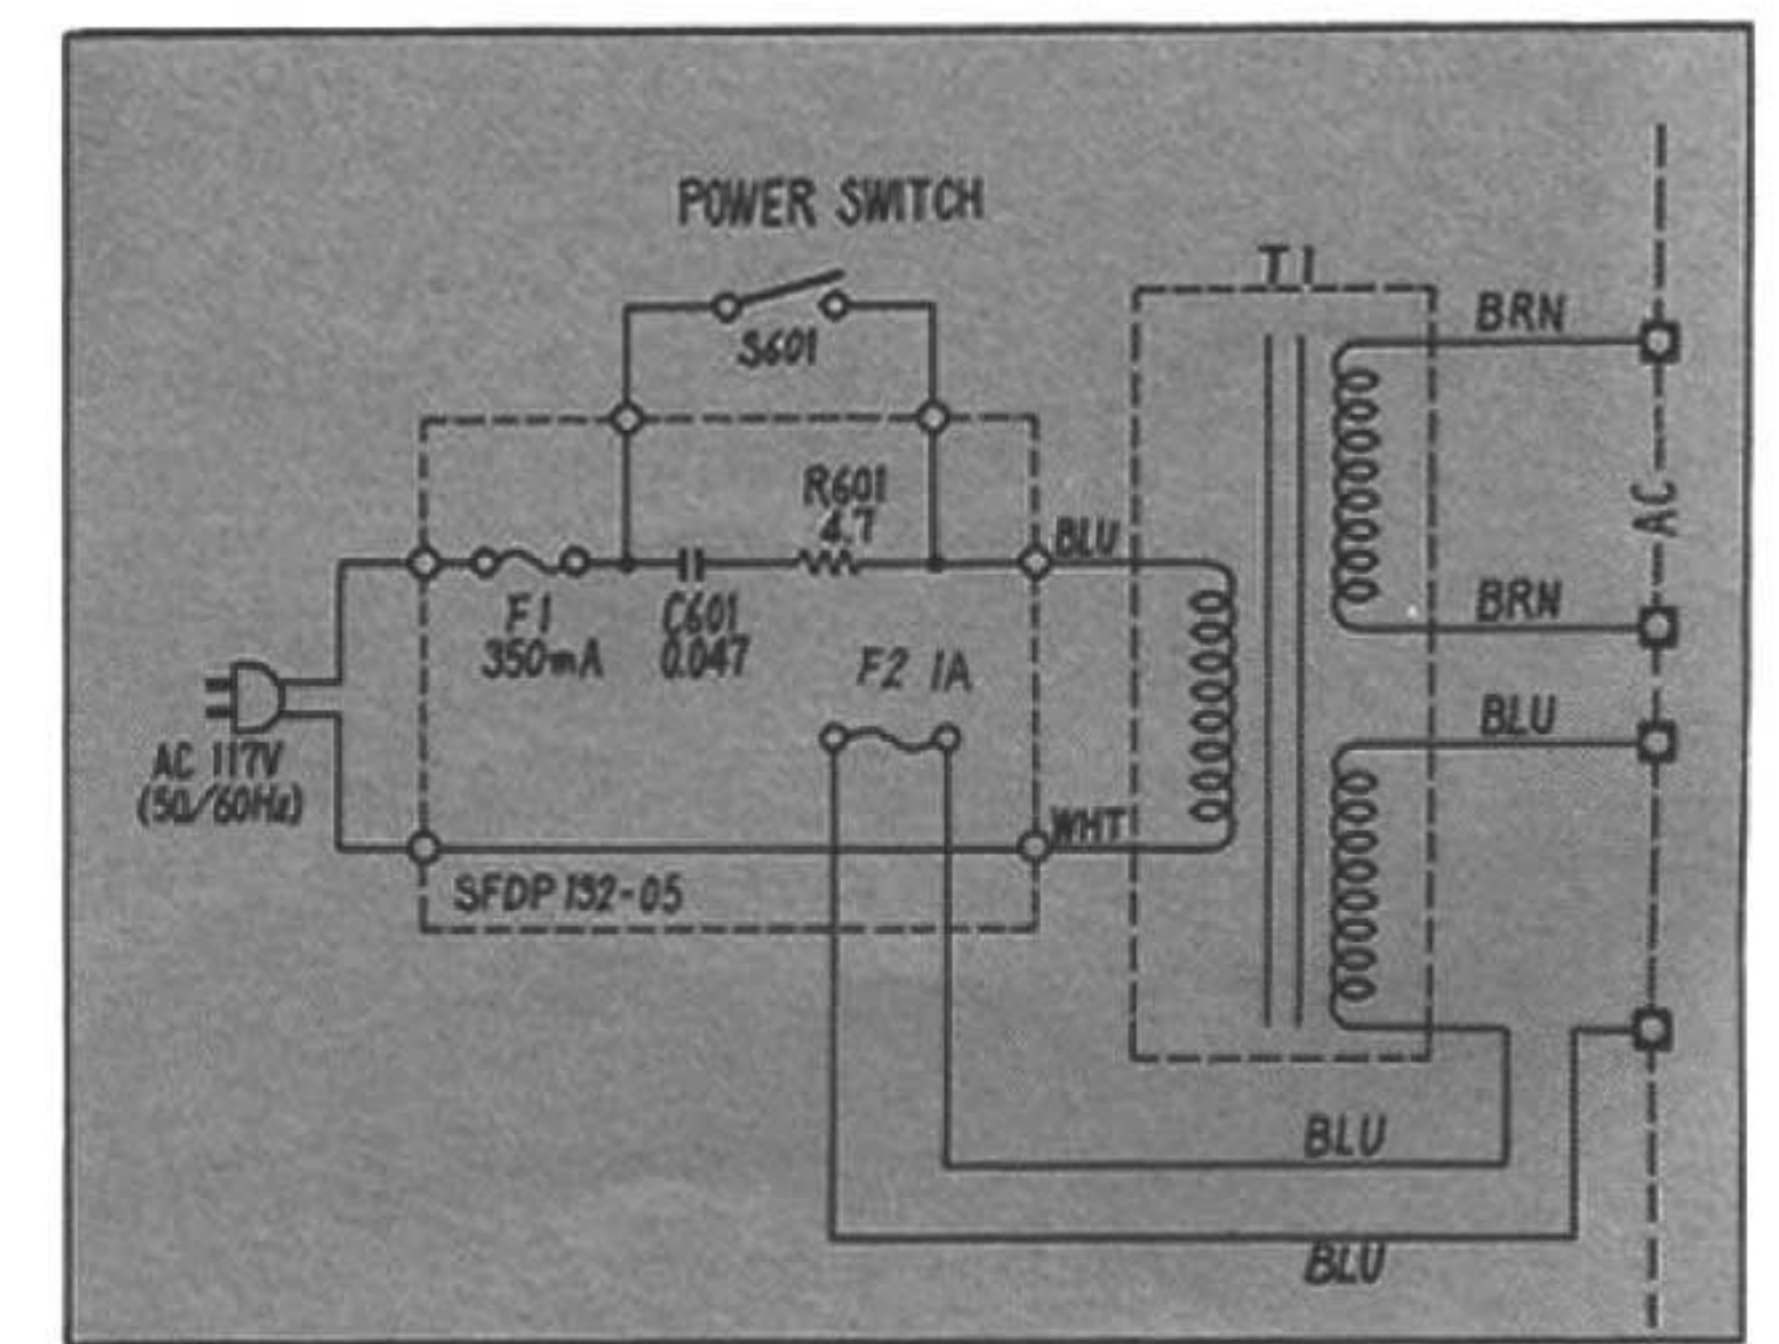 POWER SWITCH
S601
T1
BRN
R601
4.7
BLU
F1
350mA
C601
0.047
F2 1A
BRN
AC
BLU
AC 117V
(50/60Hz)
WHT
SFDP 192-05
BLU
BLU